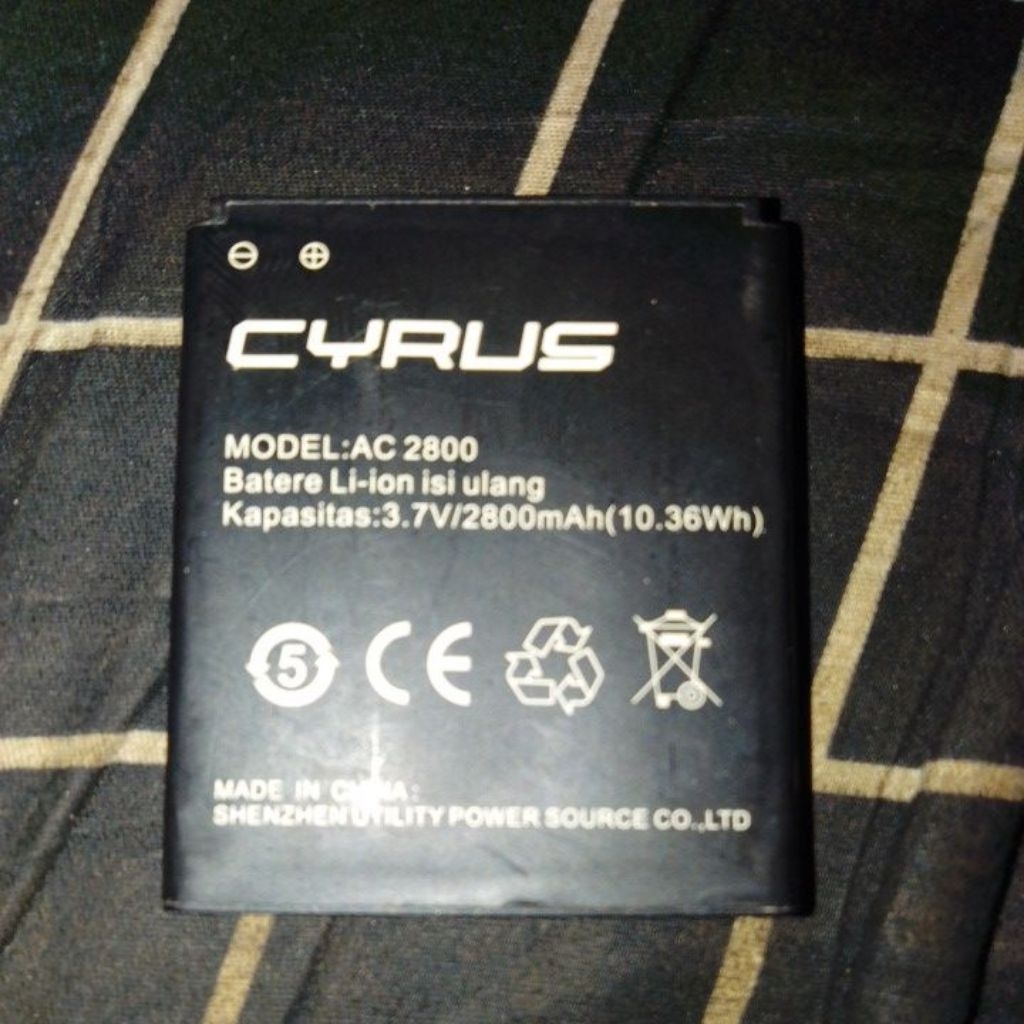 CYRUS
MODEL:AC 2800
Batere Li-ion isi ulang
Kapasitas:3.7V/2800mAh(10.36Wh)
5 CE
MADE IN CHINA:
SHENZHEN UTILITY POWER SOURCE CO.,LTD